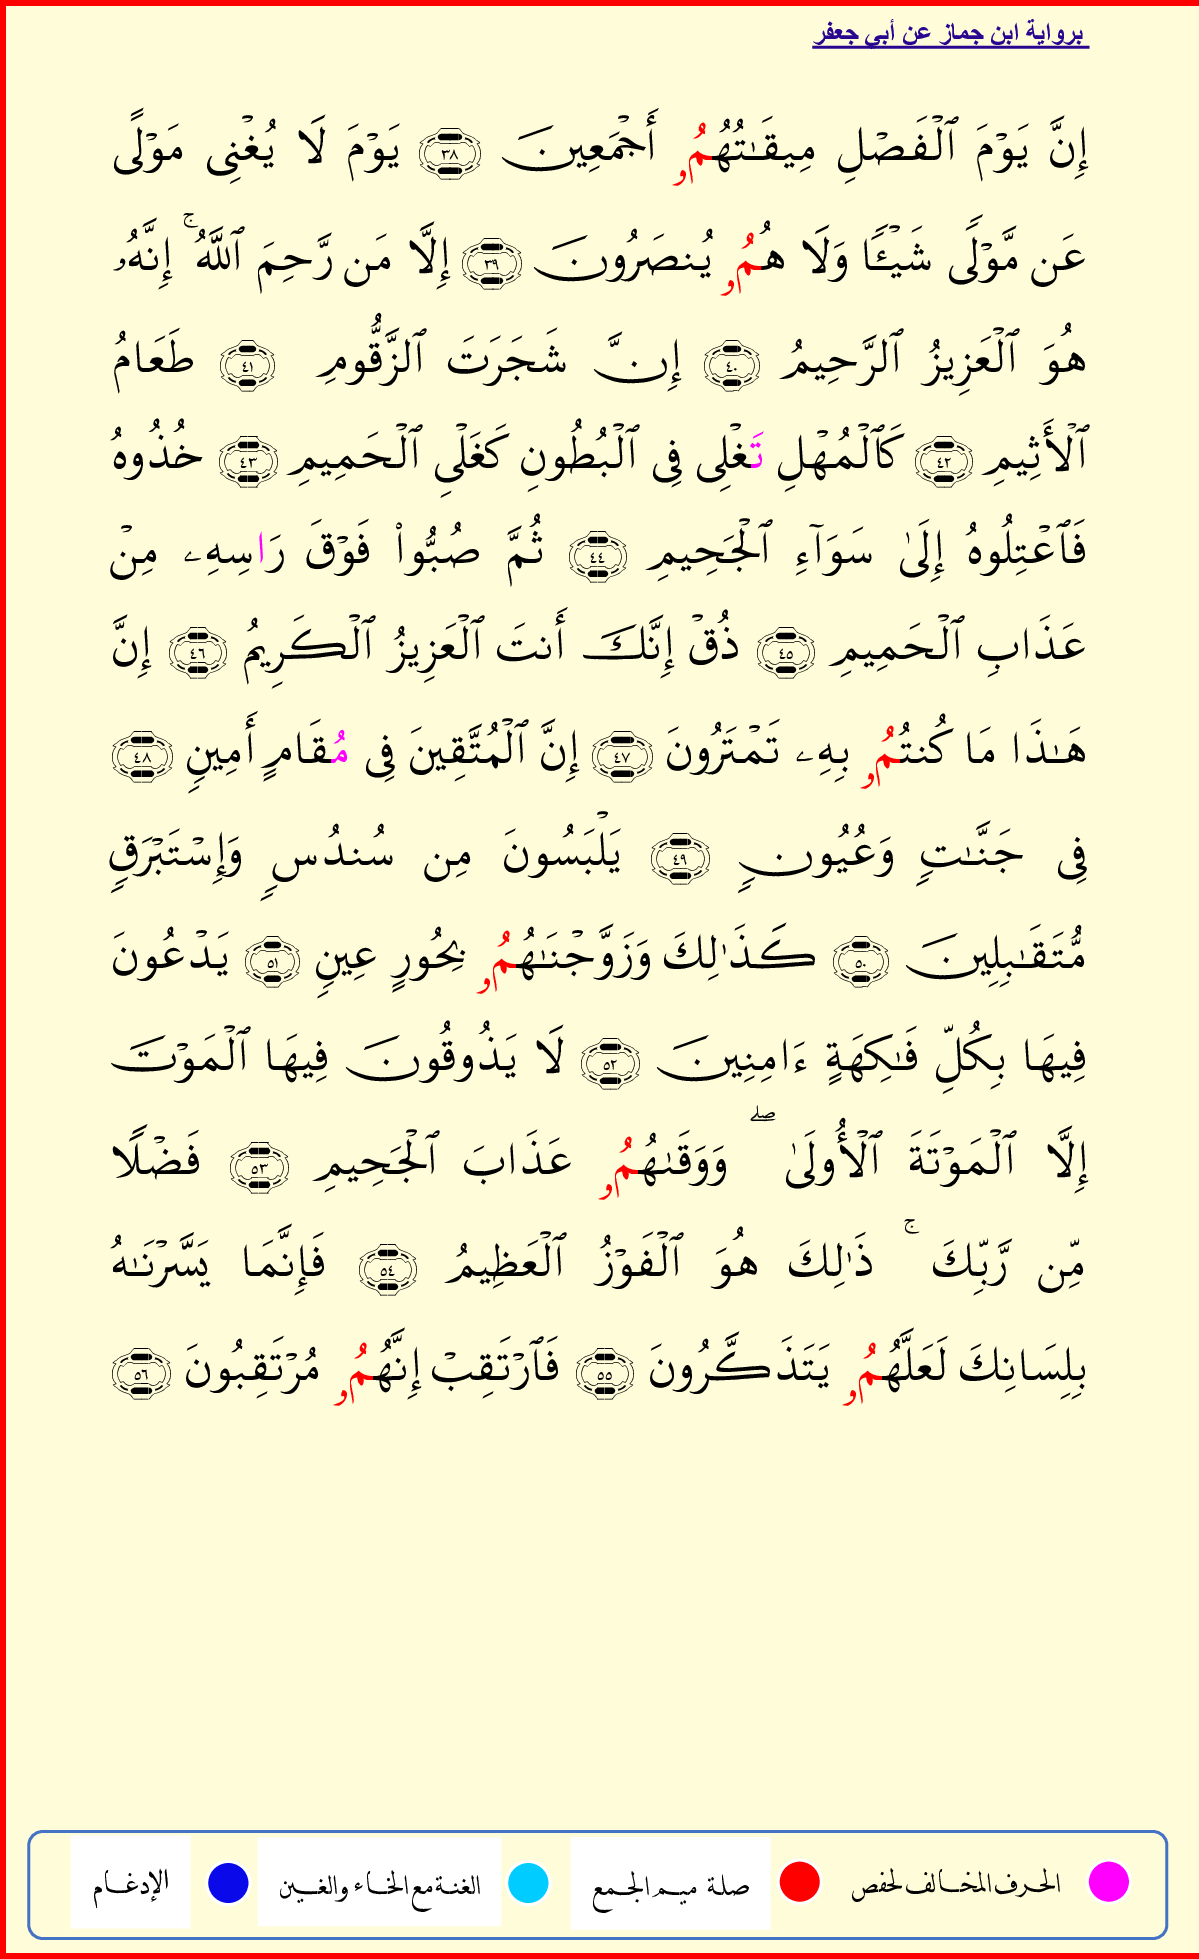 برواية ابن جماز عن أبي جعفر
إِنَّ يَوۡمَ ٱلۡفَصۡلِ مِيقَٰتُهُمُۥ أَجۡمَعِينَ ٣٨ يَوۡمَ لَا يُغۡنِي مَوۡلًى
عَن مَّوۡلًى شَيۡـًٔا وَلَا هُمُۥ يُنصَرُونَ ٣٩ إِلَّا مَن رَّحِمَ ٱللَّهُۚ إِنَّهُۥ
هُوَ ٱلۡعَزِيزُ ٱلرَّحِيمُ ٤٠ إِنَّ شَجَرَتَ ٱلزَّقُّومِ ٤١ طَعَامُ
ٱلۡأَثِيمِ ٤٢ كَٱلۡمُهۡلِ تَغۡلِي فِي ٱلۡبُطُونِ كَغَلۡيِ ٱلۡحَمِيمِ ٤٣ خُذُوهُ
فَٱعۡتِلُوهُ إِلَىٰ سَوَآءِ ٱلۡجَحِيمِ ٤٤ ثُمَّ صُبُّواْ فَوۡقَ رَاسِهِۦ مِنۡ
عَذَابِ ٱلۡحَمِيمِ ٤٥ ذُقۡ إِنَّكَ أَنتَ ٱلۡعَزِيزُ ٱلۡكَرِيمُ ٤٦ إِنَّ
هَٰذَا مَا كُنتُمُۥ بِهِۦ تَمۡتَرُونَ ٤٧ إِنَّ ٱلۡمُتَّقِينَ فِي مُقَامٍ أَمِينٖ ٤٨
فِي جَنَّٰتٖ وَعُيُونٖ ٤٩ يَلۡبَسُونَ مِن سُندُسٖ وَإِسۡتَبۡرَقٖ
مُّتَقَٰبِلِينَ ٥٠ كَذَٰلِكَ وَزَوَّجۡنَٰهُمُۥ بِحُورٍ عِينٖ ٥١ يَدۡعُونَ
فِيهَا بِكُلِّ فَٰكِهَةٍ ءَامِنِينَ ٥٢ لَا يَذُوقُونَ فِيهَا ٱلۡمَوۡتَ
إِلَّا ٱلۡمَوۡتَةَ ٱلۡأُولَىٰۖ وَوَقَىٰهُمُۥ عَذَابَ ٱلۡجَحِيمِ ٥٣ فَضۡلٗا
مِّن رَّبِّكَۚ ذَٰلِكَ هُوَ ٱلۡفَوۡزُ ٱلۡعَظِيمُ ٥٤ فَإِنَّمَا يَسَّرۡنَٰهُ
بِلِسَانِكَ لَعَلَّهُمُۥ يَتَذَكَّرُونَ ٥٥ فَٱرۡتَقِبۡ إِنَّهُمُۥ مُرۡتَقِبُونَ ٥٦
الحرف المخالف لحفص صلة ميم الجمع الغنة مع الخاء والغين الإدغام